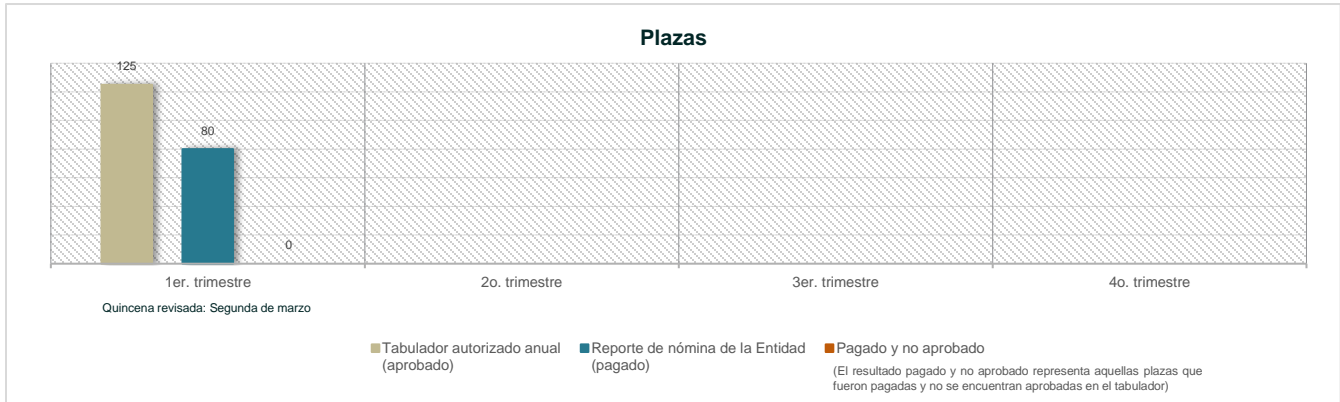 Plazas
125
80
0
1er. trimestre
2o. trimestre
3er. trimestre
4o. trimestre
Quincena revisada: Segunda de marzo
Tabulador autorizado anual
(aprobado)
Reporte de nómina de la Entidad
(pagado)
Pagado y no aprobado
(El resultado pagado y no aprobado representa aquellas plazas que
fueron pagadas y no se encuentran aprobadas en el tabulador)